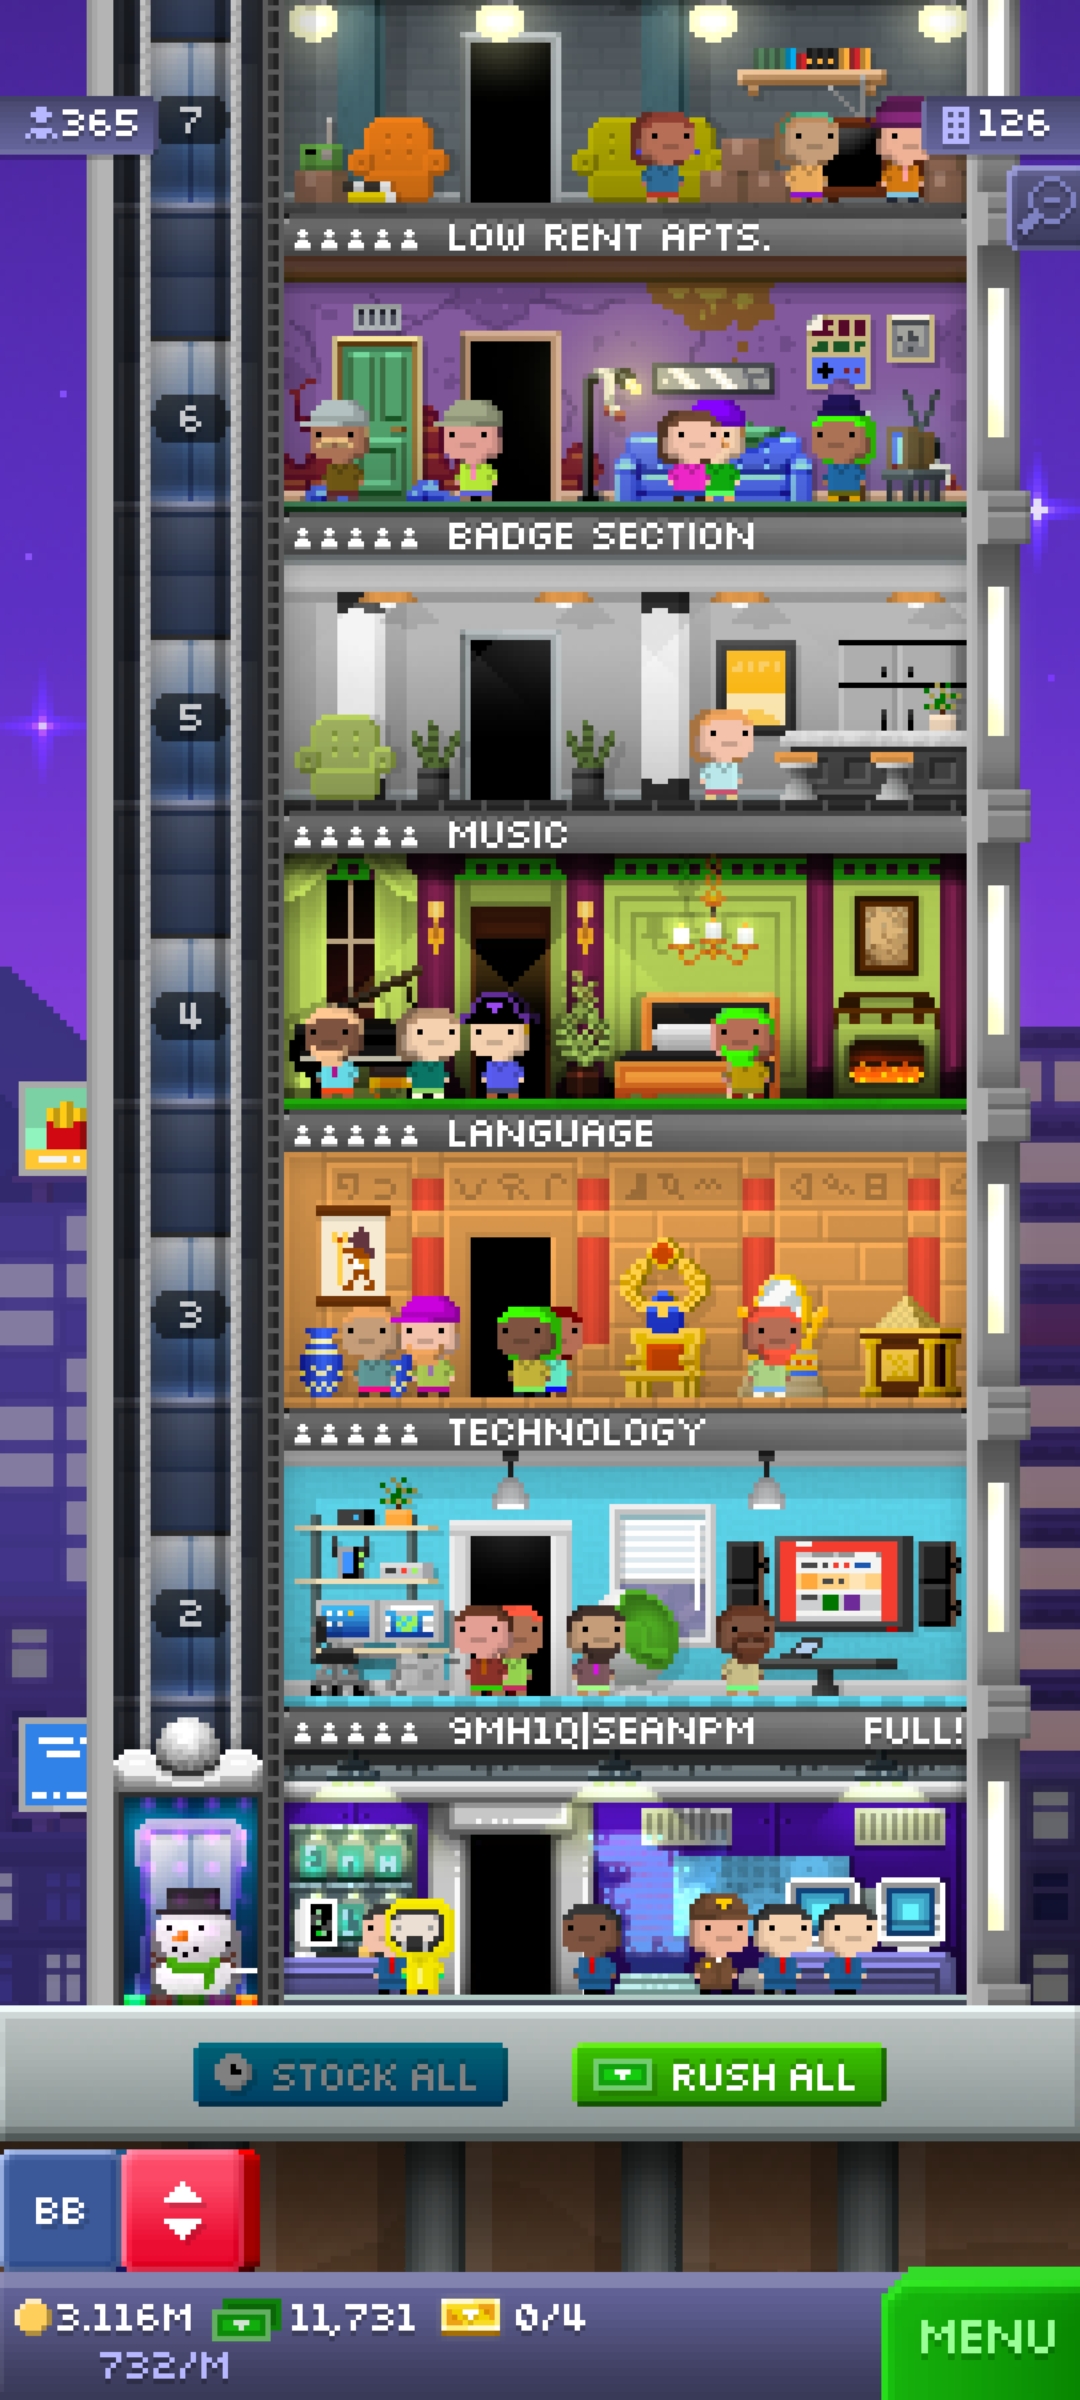 7
365
126
LOW RENT APTS.
6
BADGE SECTION
5
MUSIC
4
LANGUAGE
3
TECHNOLOGY
2
9MH1Q|SEANPM FULL!
STOCK ALL
RUSH ALL
BB
3.116M 11,731 0/4
732/M
MENU